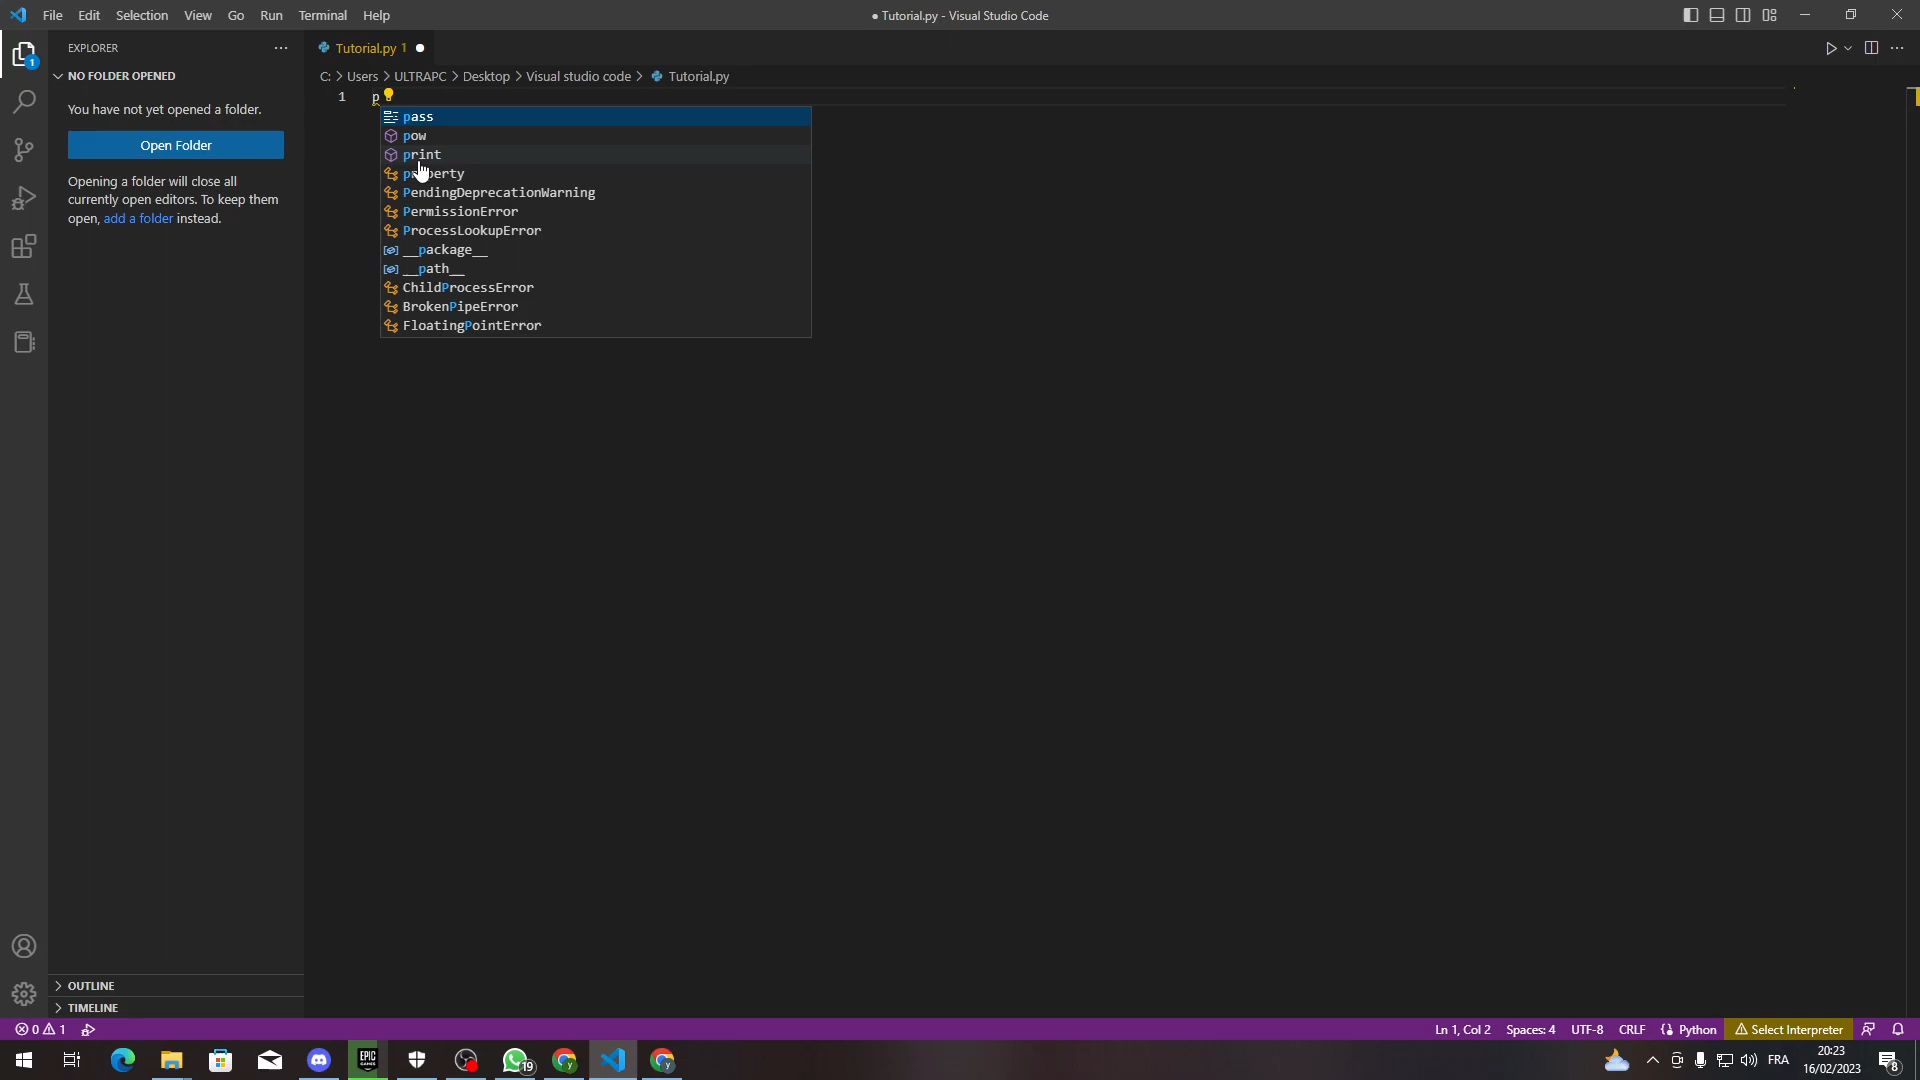 File Edit Selection View Go Run Terminal Help
● Tutorial.py - Visual Studio Code
EXPLORER
Tutorial.py 1
NO FOLDER OPENED
C: > Users > ULTRAPC > Desktop > Visual studio code > Tutorial.py
1 p
You have not yet opened a folder.
Open Folder
Opening a folder will close all
currently open editors. To keep them
open, add a folder instead.
pass
pow
print
property
PendingDeprecationWarning
PermissionError
ProcessLookupError
__package__
__path__
ChildProcessError
BrokenPipeError
FloatingPointError
1
OUTLINE
TIMELINE
0 1
Ln 1, Col 2 Spaces: 4 UTF-8 CRLF Python Select Interpreter
EPIC GAMES
19
FRA
20:23
16/02/2023
8